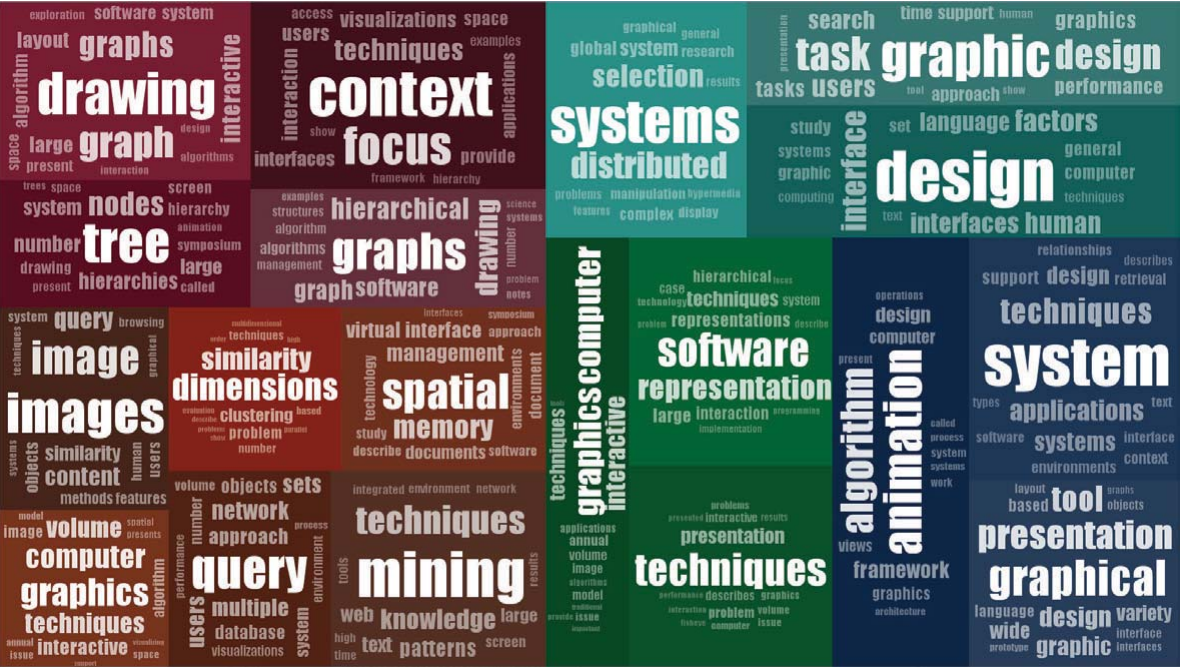 exploration software system
layout graphs
algorithm
interactive
drawing
large graph
design
space
present
algorithms
interaction
access visualizations space
users techniques examples
interaction
applications
context
show focus
interfaces provide
framework hierarchy
trees space screen
system nodes hierarchy
animation
number tree symposium
drawing large
present hierarchies called
examples
structures hierarchical
algorithm
drawing
science
systems
number
algorithms graphs
management
graph software
problem
notes
graphical general
global system research
selection results
systems
distributed
problems manipulation hypermedia
features complex display
presentation
search time support human graphics
task graphic design
tasks users tool approach show performance
study interface set language factors
systems general
graphic design computer
computing techniques
text interfaces human
system query browsing
techniques
image
graphical
images
systems
objects
similarity
content
human
users
methods features
multidimensional
order techniques high
similarity
dimensions
evaluation clustering based
describe
problems problem
show
number
interfaces symposium
virtual interface approach
management
technology
spatial
environments
document
memory
study
describe documents software
model
image volume spatial
presents
computer
graphics
algorithm
techniques
annual interactive
issue space
support
volume objects sets
number
network
approach process
performance
query
environment
users
multiple
database
system
visualizations
integrated environment network
techniques
tools
mining
results
web knowledge large
high text patterns screen
time
techniques
graphics
computer
interactive
applications
annual
volume
image
algorithms
model
traditional
provide issue
important
hierarchical focus
case
technology techniques system
problem representations describe
software
representation
large interaction programming
implementation
problems
presented interactive results
presentation
techniques
performance describes graphics
interaction problem volume
fisheye computer issue
operations
design
computer
present
algorithm
animation
called
process
system
systems
work
views
framework
graphics
architecture
relationships
describes
support design retrieval
techniques
system
types applications text
software systems interface
environments context
layout tool graphs
based objects
presentation
graphical
language design variety
wide interface
prototype graphic interfaces